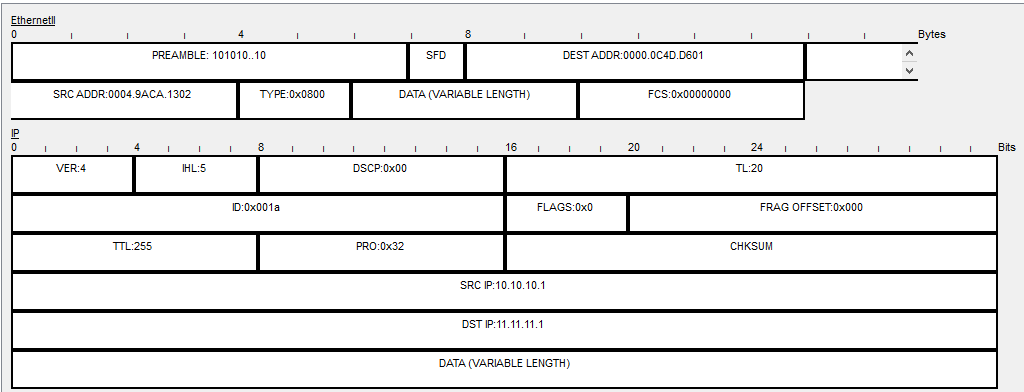 EthernetII
0 4 8 Bytes
PREAMBLE: 101010..10 SFD DEST ADDR:0000.0C4D.D601
SRC ADDR:0004.9ACA.1302 TYPE:0x0800 DATA (VARIABLE LENGTH) FCS:0x00000000
IP
0 4 8 16 20 24 Bits
VER:4 IHL:5 DSCP:0x00 TL:20
ID:0x001a FLAGS:0x0 FRAG OFFSET:0x000
TTL:255 PRO:0x32 CHKSUM
SRC IP:10.10.10.1
DST IP:11.11.11.1
DATA (VARIABLE LENGTH)